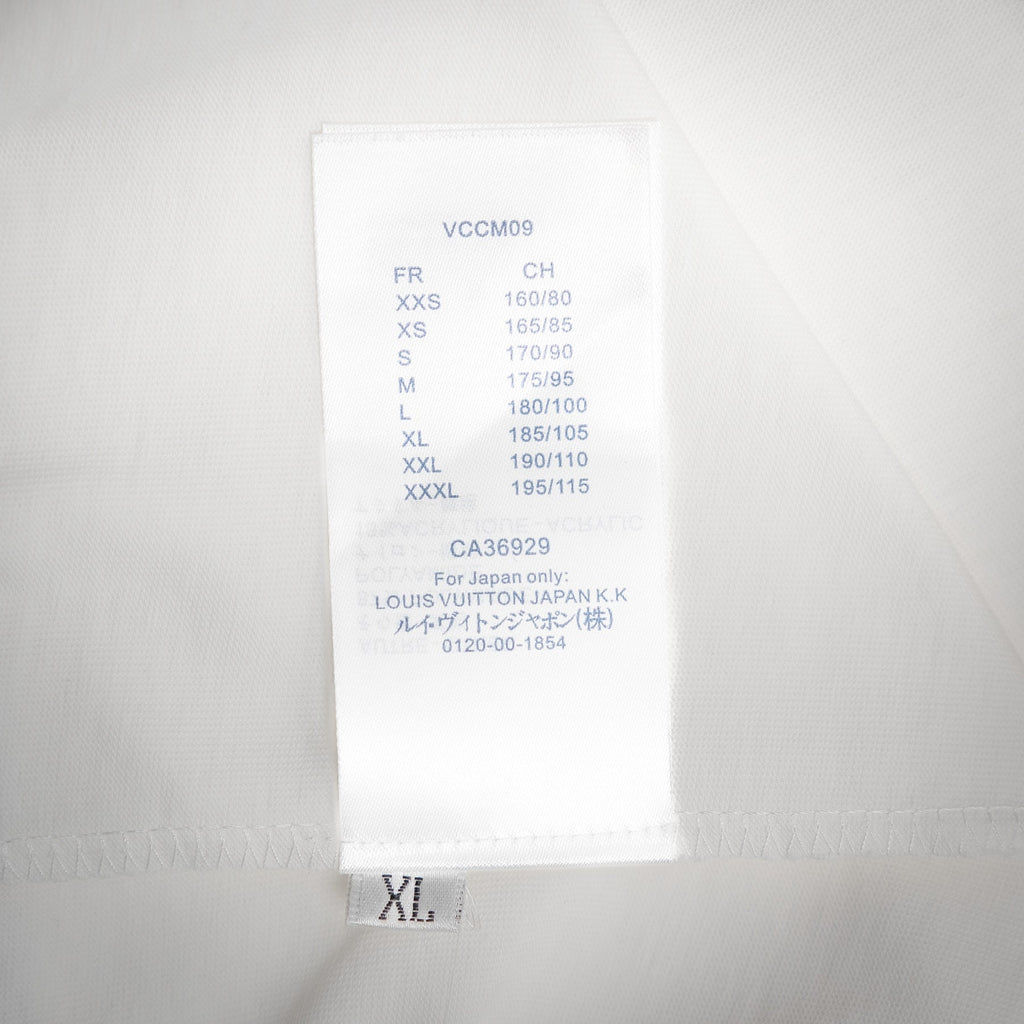 VCCM09
FR CH
XXS 160/80
XS 165/85
S 170/90
M 175/95
L 180/100
XL 185/105
XXL 190/110
XXXL 195/115
CA36929
For Japan only:
LOUIS VUITTON JAPAN K.K
ルイ・ヴィトンジャポン(株)
0120-00-1854
XL